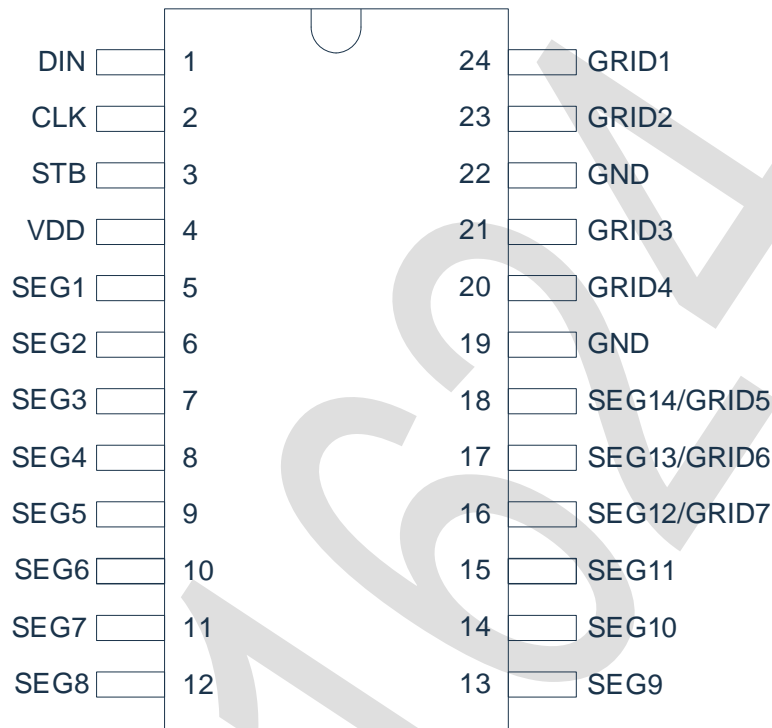 DIN 1 24 GRID1
CLK 2 23 GRID2
STB 3 22 GND
VDD 4 21 GRID3
SEG1 5 20 GRID4
SEG2 6 19 GND
SEG3 7 18 SEG14/GRID5
SEG4 8 17 SEG13/GRID6
SEG5 9 16 SEG12/GRID7
SEG6 10 15 SEG11
SEG7 11 14 SEG10
SEG8 12 13 SEG9
1624